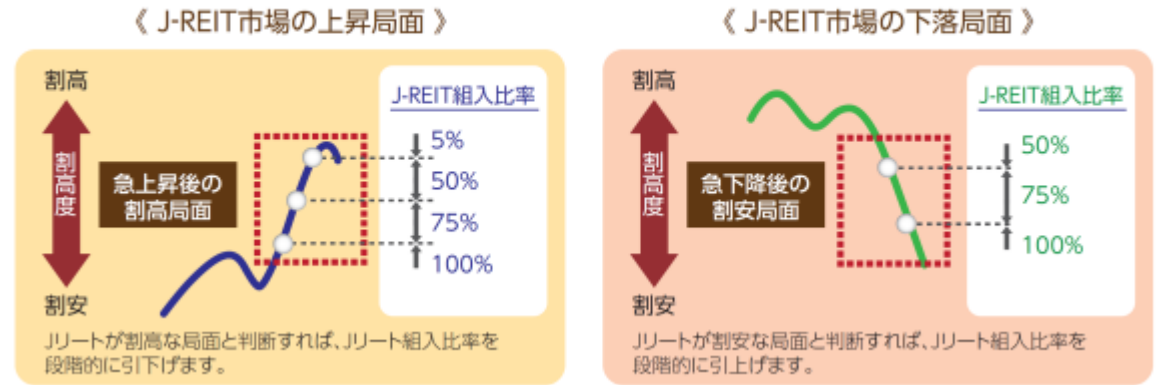 《 J-REIT市場の上昇局面 》
割高
割高度
割安
急上昇後の
割高局面
J-REIT組入比率
5%
50%
75%
100%
Jリートが割高な局面と判断すれば、Jリート組入比率を
段階的に引下げます。
《 J-REIT市場の下落局面 》
割高
割高度
割安
急下降後の
割安局面
J-REIT組入比率
50%
75%
100%
Jリートが割安な局面と判断すれば、Jリート組入比率を
段階的に引上げます。